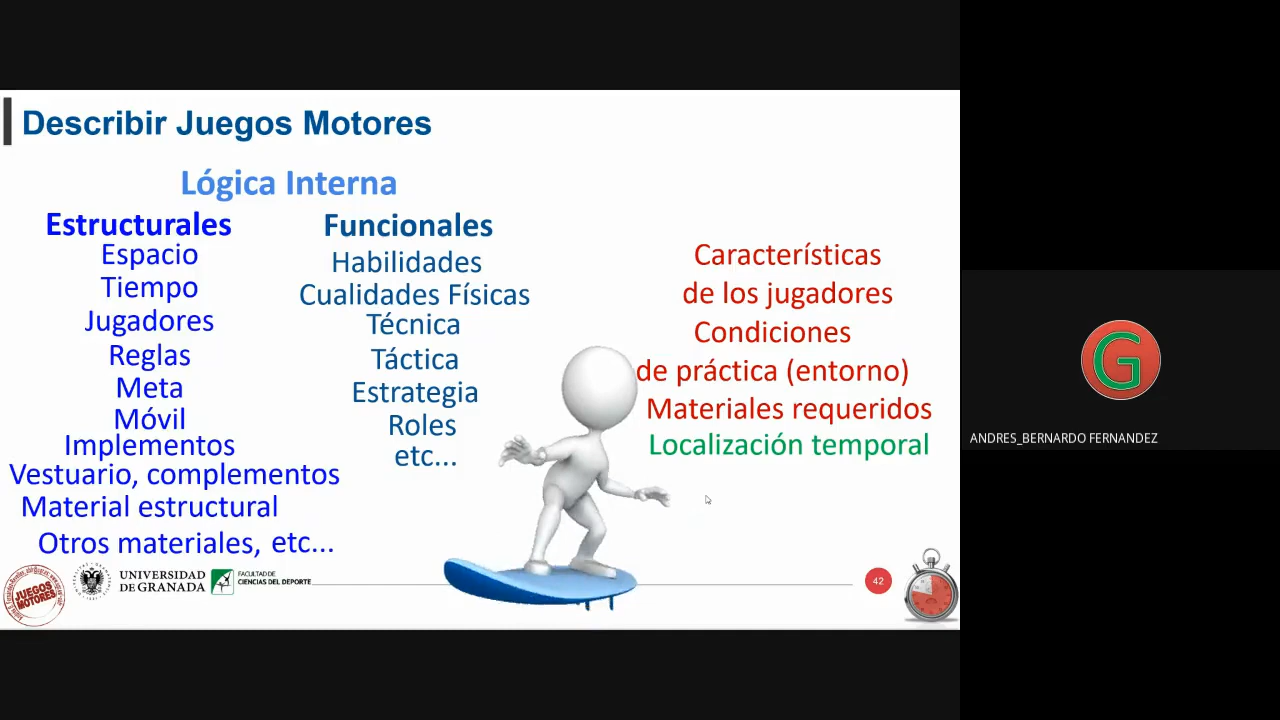 Describir Juegos Motores
Lógica Interna
Estructurales
Espacio
Tiempo
Jugadores
Reglas
Meta
Móvil
Implementos
Vestuario, complementos
Material estructural
Otros materiales, etc...
Funcionales
Habilidades
Cualidades Físicas
Técnica
Táctica
Estrategia
Roles
etc...
Características
de los jugadores
Condiciones
de práctica (entorno)
Materiales requeridos
Localización temporal
JUEGOS
MOTORES
UNIVERSIDAD
DE GRANADA
FACULTAD DE
CIENCIAS DEL DEPORTE
42
G
ANDRES_BERNARDO FERNANDEZ